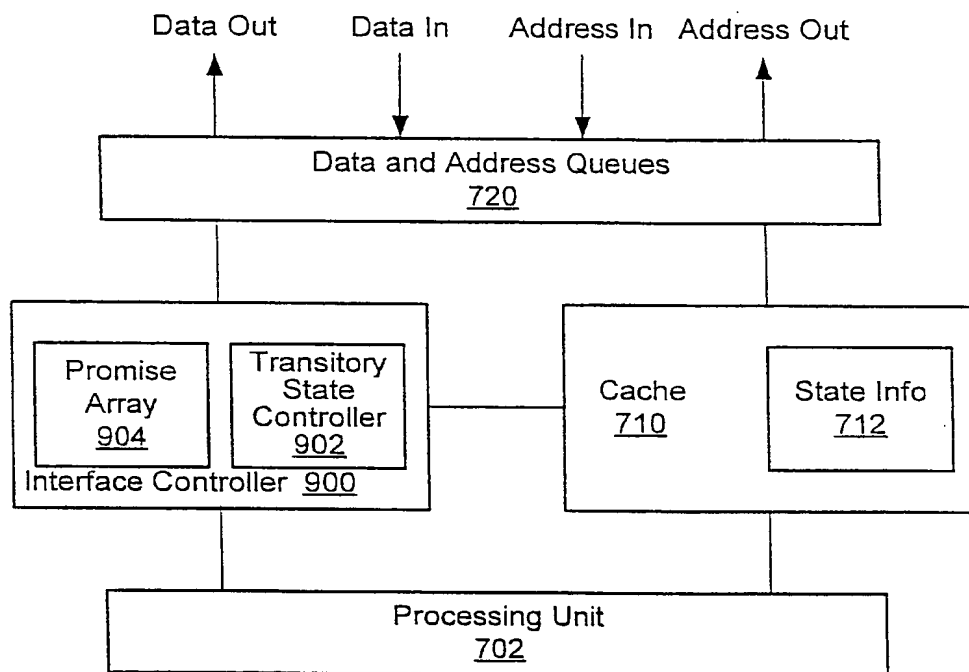 Data Out Data In Address In Address Out
Data and Address Queues
720
Promise
Array
904
Transitory
State
Controller
902
Interface Controller 900
Cache
710
State Info
712
Processing Unit
702